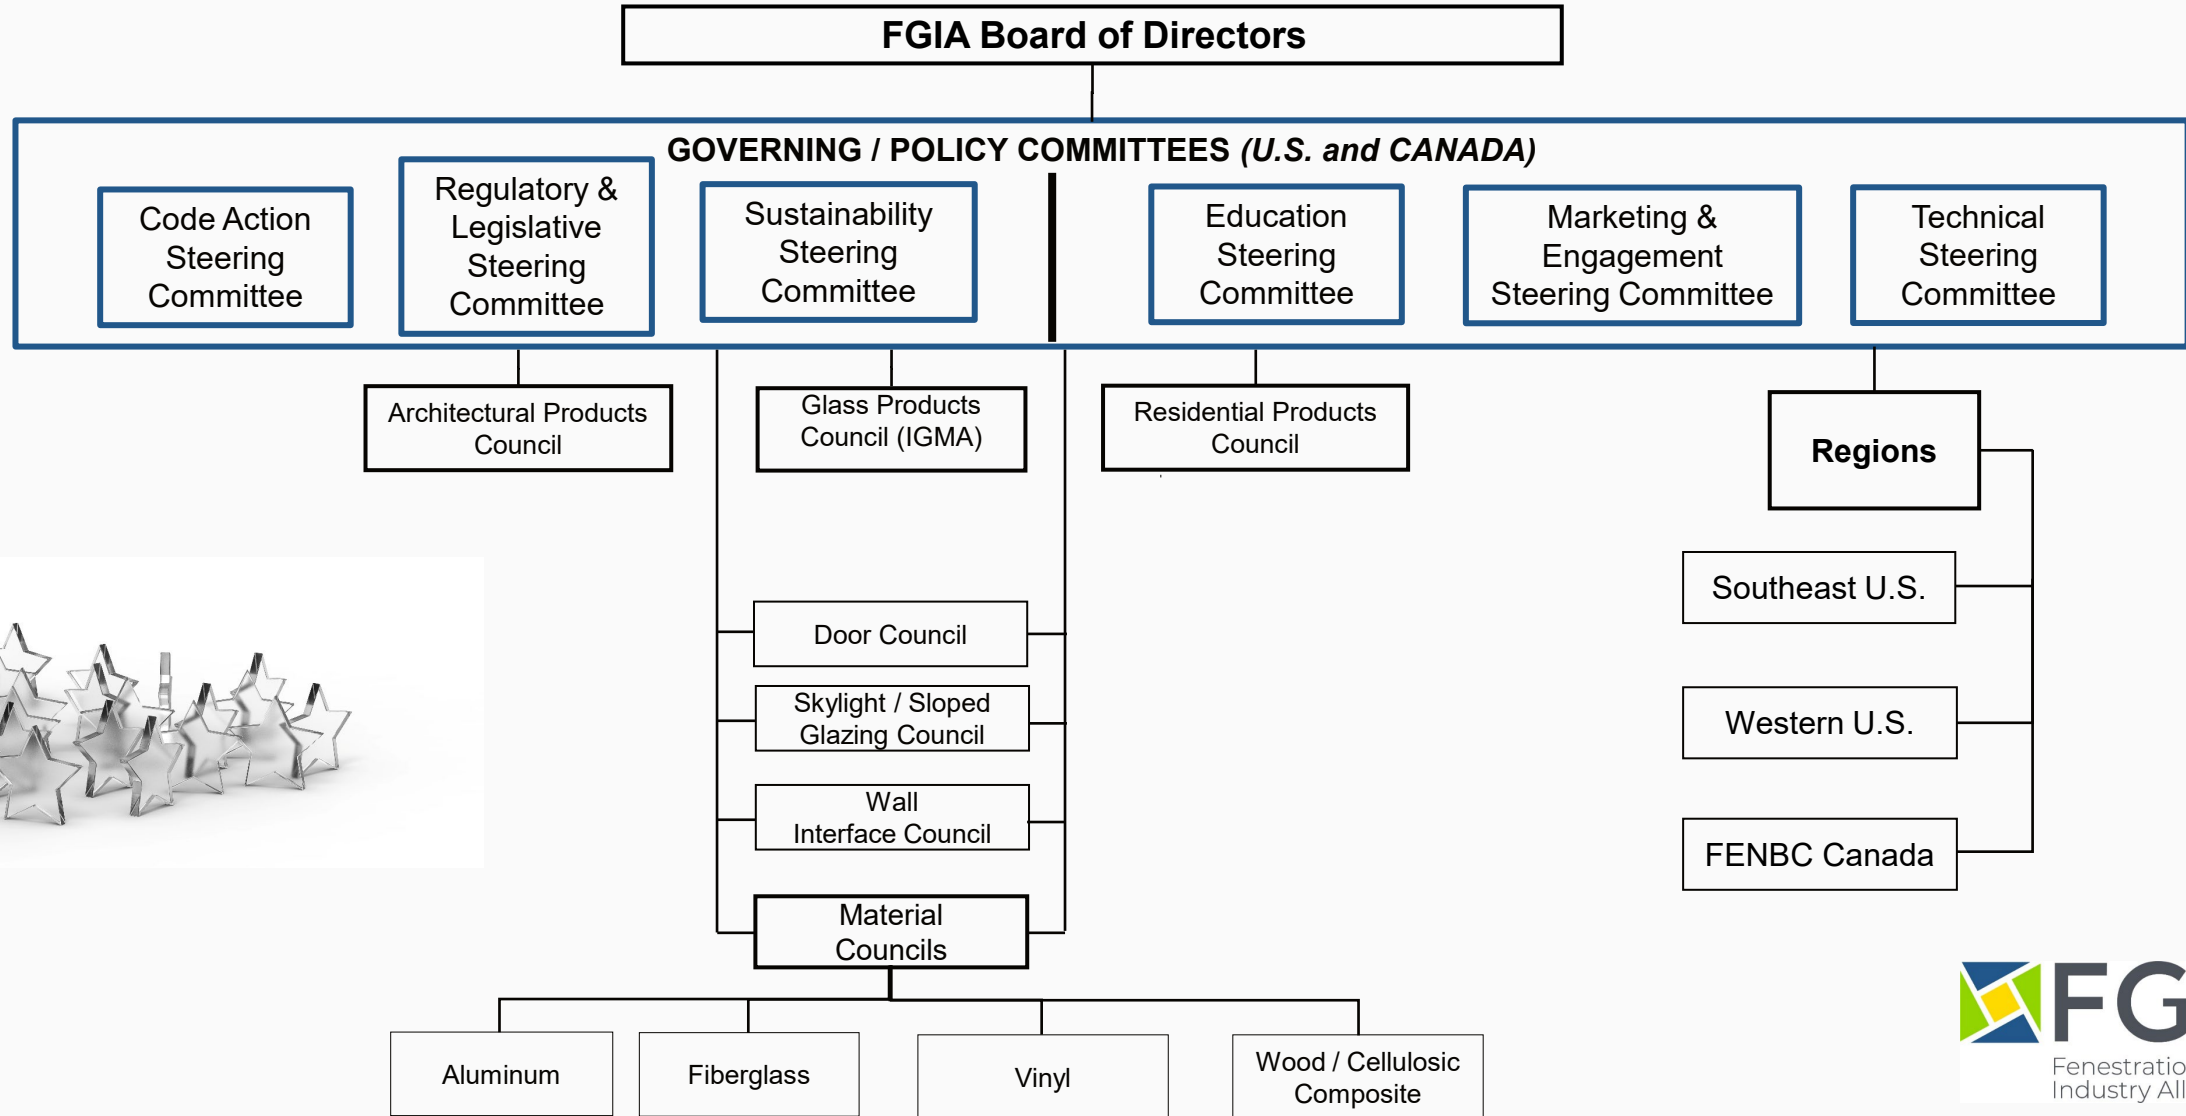 FGIA Board of Directors
GOVERNING / POLICY COMMITTEES (U.S. and CANADA)
Code Action
Steering
Committee
Regulatory &
Legislative
Steering
Committee
Sustainability
Steering
Committee
Education
Steering
Committee
Marketing &
Engagement
Steering Committee
Technical
Steering
Committee
Architectural Products
Council
Glass Products
Council (IGMA)
Residential Products
Council
Regions
Door Council
Skylight / Sloped
Glazing Council
Wall
Interface Council
Material
Councils
Southeast U.S.
Western U.S.
FENBC Canada
Aluminum
Fiberglass
Vinyl
Wood / Cellulosic
Composite
FG
Fenestratio
Industry All